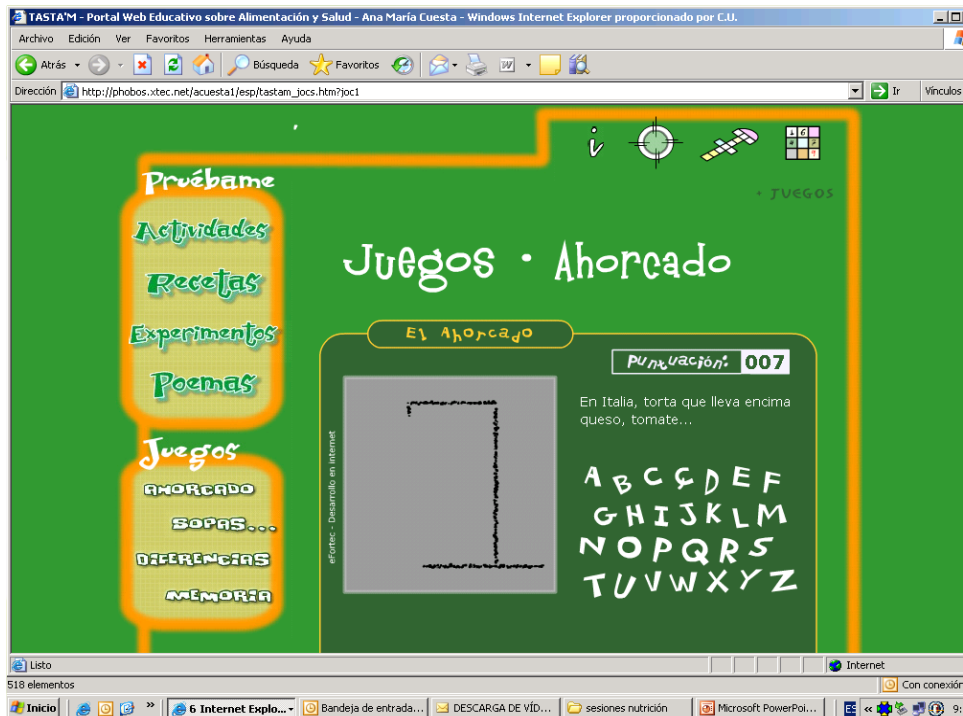 TASTA'M - Portal Web Educativo sobre Alimentación y Salud - Ana María Cuesta - Windows Internet Explorer proporcionado por C.U.
Archivo Edición Ver Favoritos Herramientas Ayuda
Atrás Búsqueda Favoritos
Dirección http://phobos.xtec.net/acuesta1/esp/tastam_jocs.htm?joc1 Ir Vínculos
i
1 6
• JUEGOS
Pruébame
Actividades
Recetas
Experimentos
Poemas
Juegos
AHORCADO
SOPAS...
DIFERENCIAS
MEMORIA
Juegos · Ahorcado
El Ahorcado
Puntuación: 007
En Italia, torta que lleva encima
queso, tomate...
A B C Ç D E F
G H I J K L M
N O P Q R S
T U V W X Y Z
eFortec - Desarrollo en internet
Listo Internet
518 elementos Con conexión
Inicio » 6 Internet Explo... Bandeja de entrada... DESCARGA DE VÍD... sesiones nutrición Microsoft PowerPoi... ES « 9: